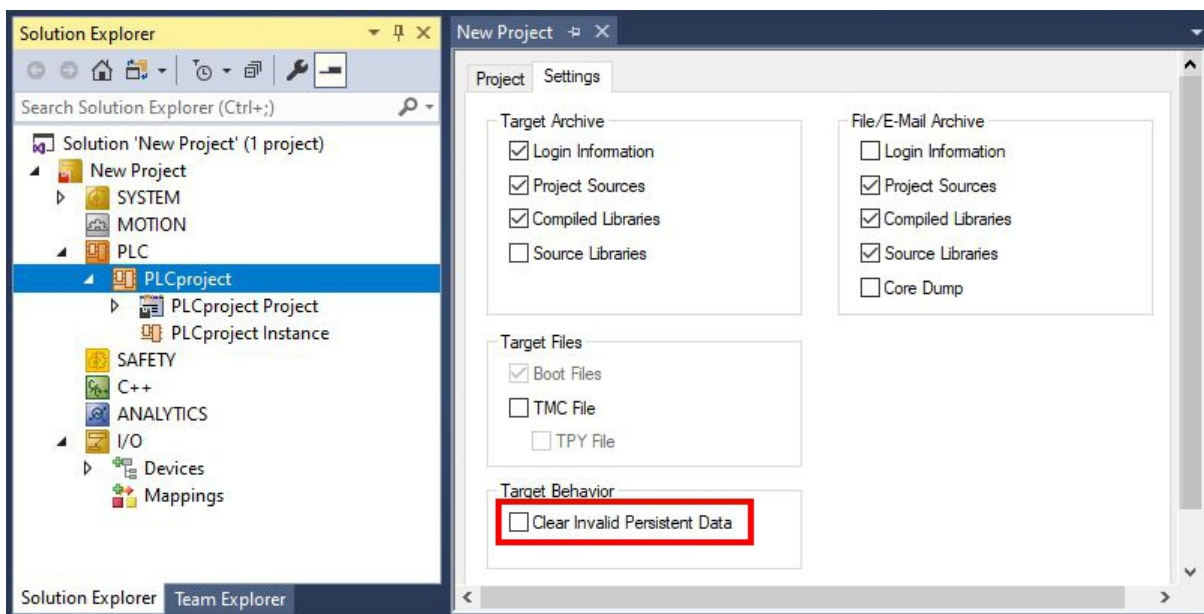 Solution Explorer
Search Solution Explorer (Ctrl+;)
Solution 'New Project' (1 project)
New Project
SYSTEM
MOTION
PLC
PLCproject
PLCproject Project
PLCproject Instance
SAFETY
C++
ANALYTICS
I/O
Devices
Mappings
Solution Explorer Team Explorer
New Project
Project Settings
Target Archive
Login Information
Project Sources
Compiled Libraries
Source Libraries
File/E-Mail Archive
Login Information
Project Sources
Compiled Libraries
Source Libraries
Core Dump
Target Files
Boot Files
TMC File
TPY File
Target Behavior
Clear Invalid Persistent Data